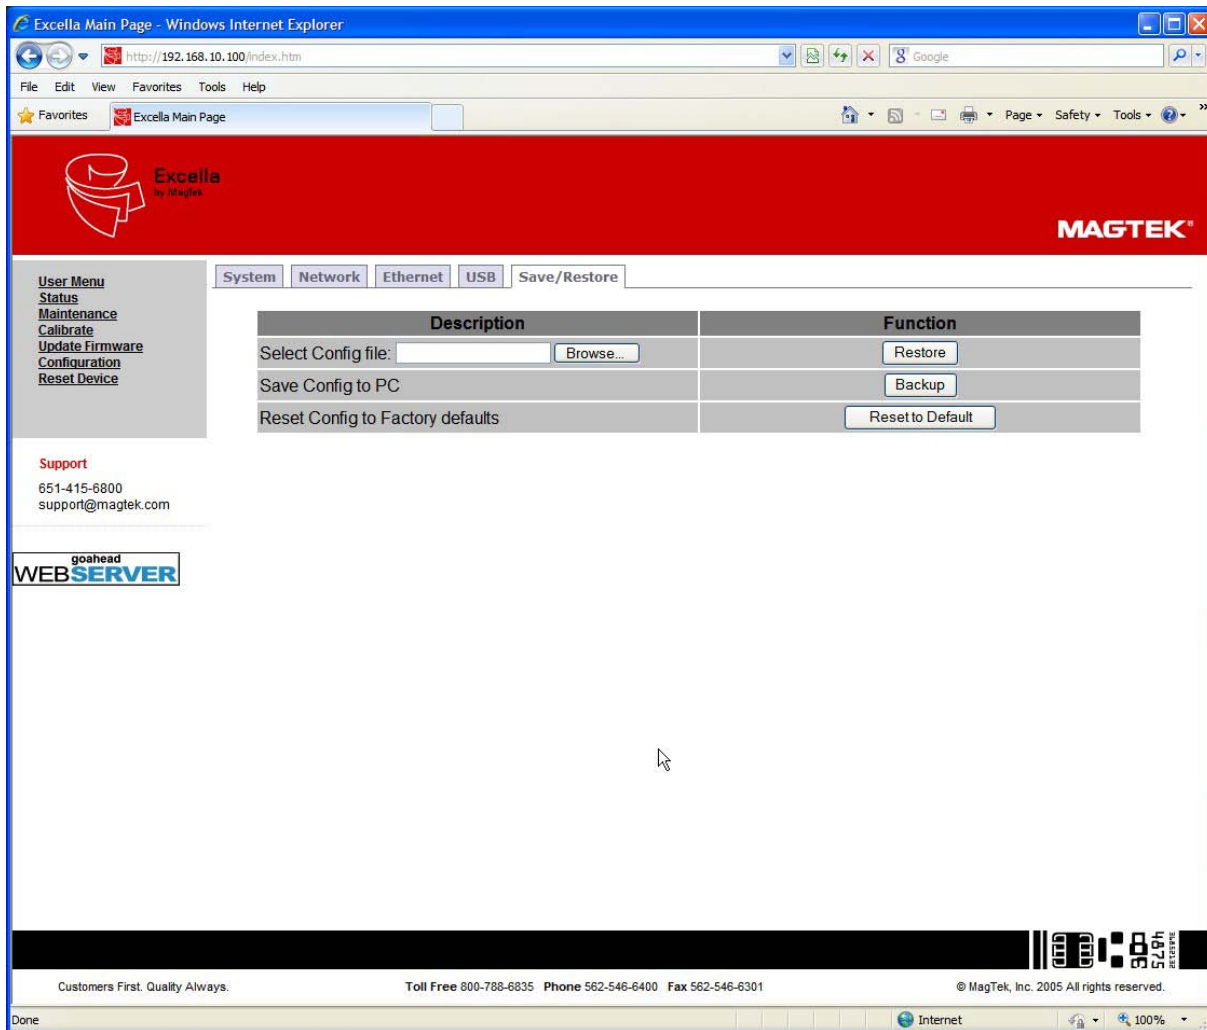 Excella Main Page - Windows Internet Explorer
http://192.168.10.100/index.htm
Google
File Edit View Favorites Tools Help
Favorites Excella Main Page Page Safety Tools »
Excella
by Magtek
MAGTEK®
User Menu
Status
Maintenance
Calibrate
Update Firmware
Configuration
Reset Device
System Network Ethernet USB Save/Restore
Description Function
Select Config file: Browse... Restore
Save Config to PC Backup
Reset Config to Factory defaults Reset to Default
Support
651-415-6800
support@magtek.com
goahead
WEBSERVER
Customers First. Quality Always. Toll Free 800-788-6835 Phone 562-546-6400 Fax 562-546-6301 © MagTek, Inc. 2005 All rights reserved.
Done Internet 100%